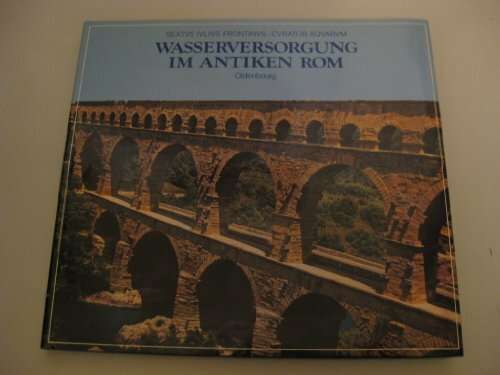 SEXTVS IVLIVS FRONTINVS, CVRATOR AQVARVM
WASSERVERSORGUNG
IM ANTIKEN ROM
Oldenbourg